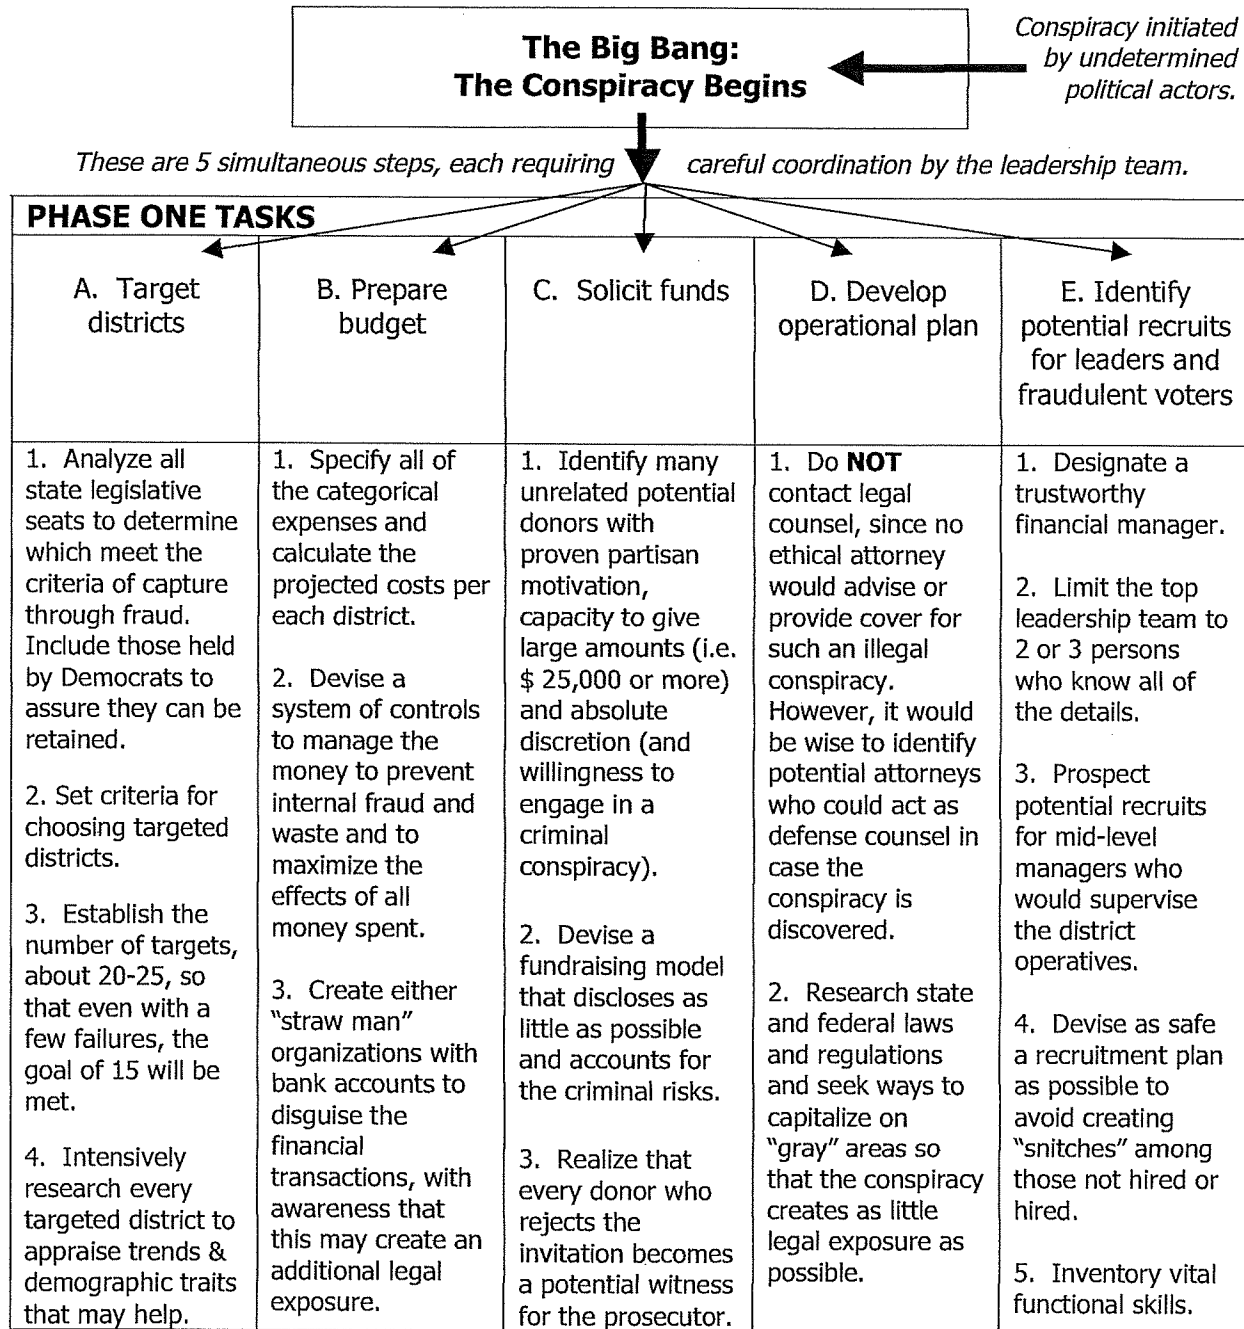 The Big Bang:
The Conspiracy Begins
Conspiracy initiated
by undetermined
political actors.
These are 5 simultaneous steps, each requiring careful coordination by the leadership team.
PHASE ONE TASKS
A. Target
districts
B. Prepare
budget
C. Solicit funds
D. Develop
operational plan
E. Identify
potential recruits
for leaders and
fraudulent voters
1. Analyze all
state legislative
seats to determine
which meet the
criteria of capture
through fraud.
Include those held
by Democrats to
assure they can be
retained.
2. Set criteria for
choosing targeted
districts.
3. Establish the
number of targets,
about 20-25, so
that even with a
few failures, the
goal of 15 will be
met.
4. Intensively
research every
targeted district to
appraise trends &
demographic traits
that may help.
1. Specify all of
the categorical
expenses and
calculate the
projected costs per
each district.
2. Devise a
system of controls
to manage the
money to prevent
internal fraud and
waste and to
maximize the
effects of all
money spent.
3. Create either
"straw man"
organizations with
bank accounts to
disguise the
financial
transactions, with
awareness that
this may create an
additional legal
exposure.
1. Identify many
unrelated potential
donors with
proven partisan
motivation,
capacity to give
large amounts (i.e.
$ 25,000 or more)
and absolute
discretion (and
willingness to
engage in a
criminal
conspiracy).
2. Devise a
fundraising model
that discloses as
little as possible
and accounts for
the criminal risks.
3. Realize that
every donor who
rejects the
invitation becomes
a potential witness
for the prosecutor.
1. Do NOT
contact legal
counsel, since no
ethical attorney
would advise or
provide cover for
such an illegal
conspiracy.
However, it would
be wise to identify
potential attorneys
who could act as
defense counsel in
case the
conspiracy is
discovered.
2. Research state
and federal laws
and regulations
and seek ways to
capitalize on
"gray" areas so
that the conspiracy
creates as little
legal exposure as
possible.
1. Designate a
trustworthy
financial manager.
2. Limit the top
leadership team to
2 or 3 persons
who know all of
the details.
3. Prospect
potential recruits
for mid-level
managers who
would supervise
the district
operatives.
4. Devise as safe
a recruitment plan
as possible to
avoid creating
"snitches" among
those not hired or
hired.
5. Inventory vital
functional skills.